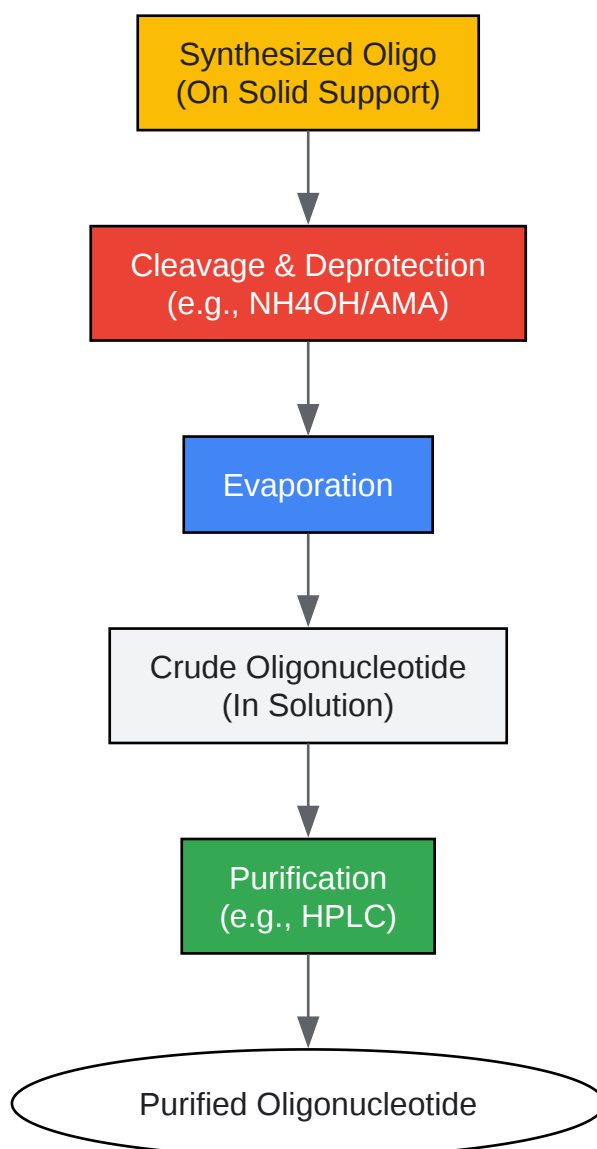 Synthesized Oligo
(On Solid Support)
Cleavage & Deprotection
(e.g., NH4OH/AMA)
Evaporation
Crude Oligonucleotide
(In Solution)
Purification
(e.g., HPLC)
Purified Oligonucleotide